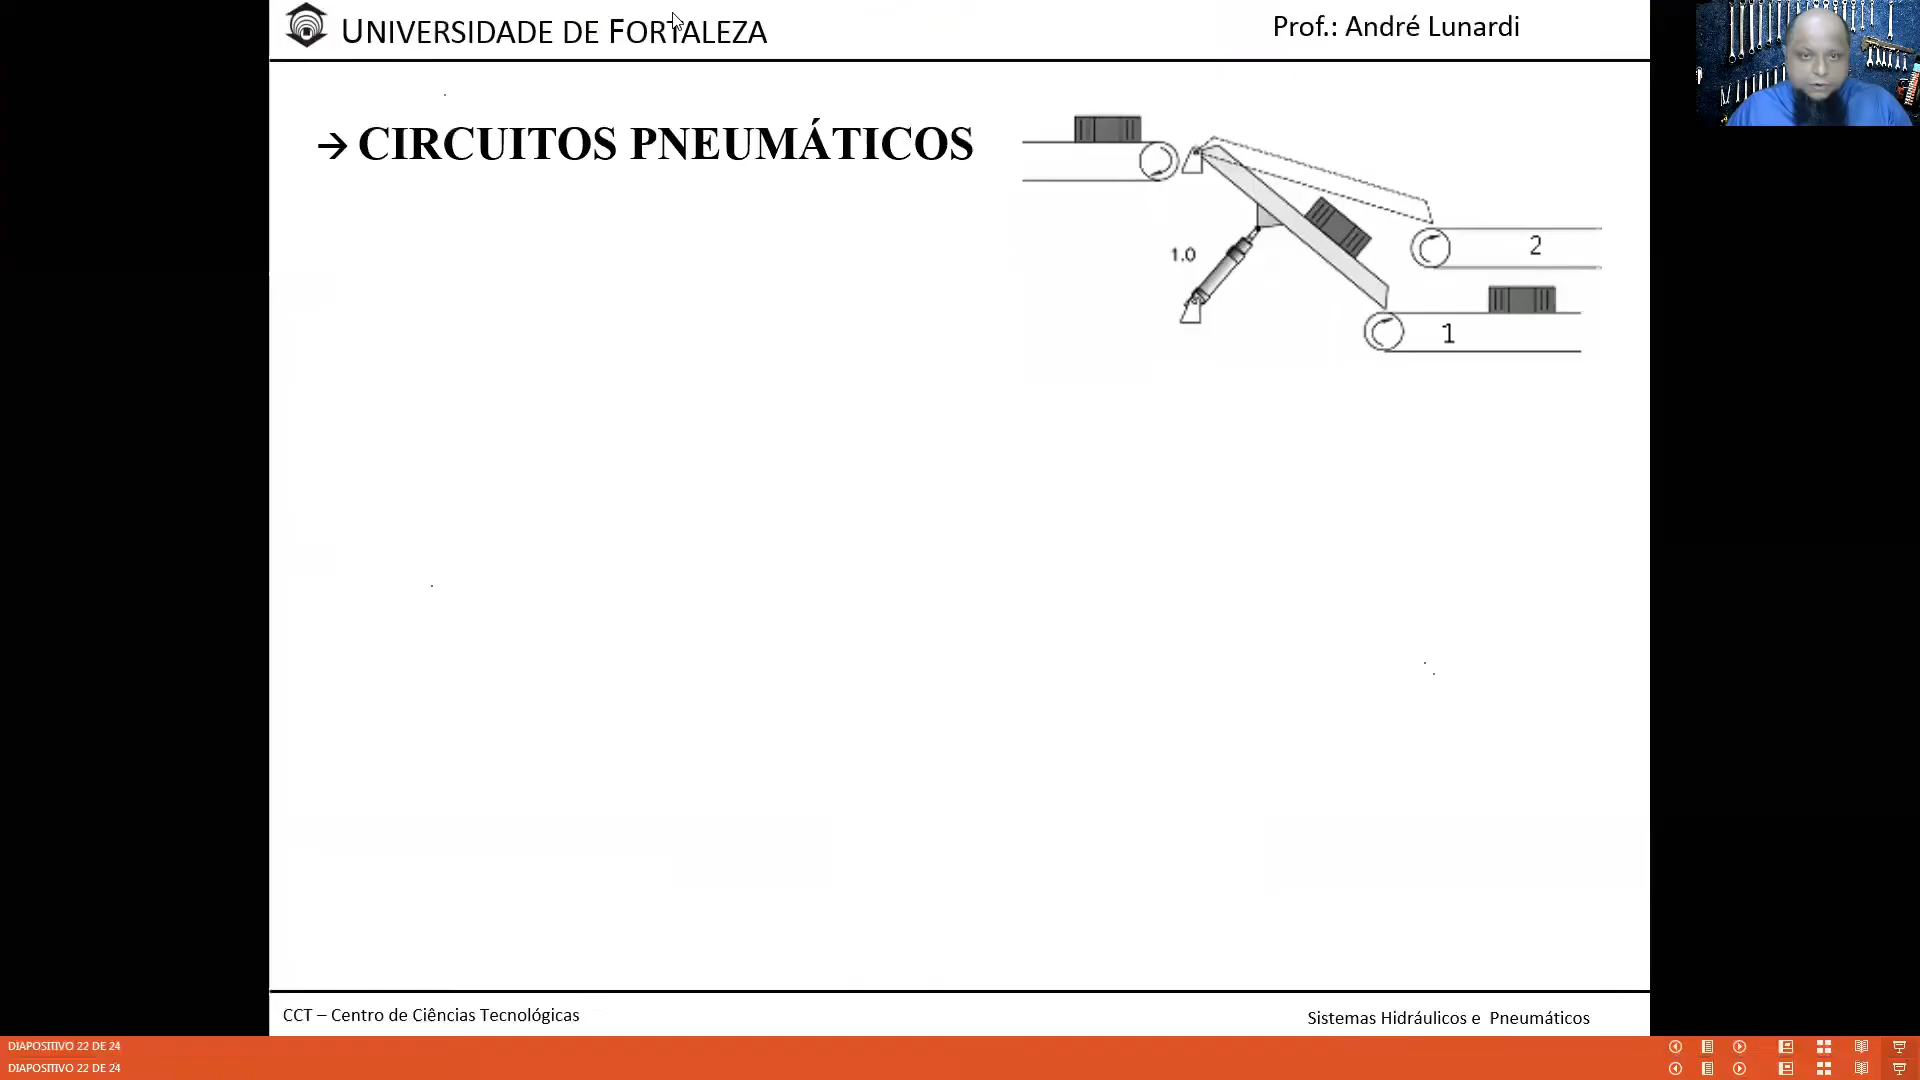 UNIVERSIDADE DE FORTALEZA
Prof.: André Lunardi
→ CIRCUITOS PNEUMÁTICOS
1.0
2
1
CCT – Centro de Ciências Tecnológicas
Sistemas Hidráulicos e Pneumáticos
DIAPOSITIVO 22 DE 24
DIAPOSITIVO 22 DE 24